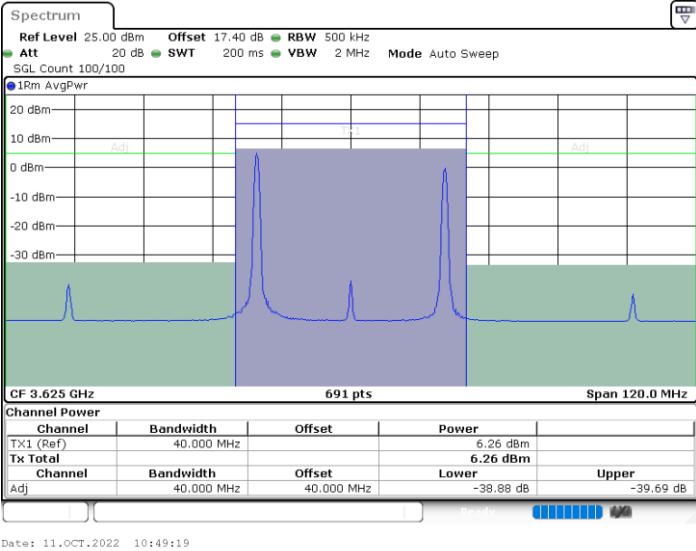 Spectrum
Ref Level 25.00 dBm Offset 17.40 dB RBW 500 kHz
Att 20 dB SWT 200 ms VBW 2 MHz Mode Auto Sweep
SGL Count 100/100
1Rm AvgPwr
20 dBm
TX1
10 dBm
Adj Adj
0 dBm
-10 dBm
-20 dBm
-30 dBm
CF 3.625 GHz 691 pts Span 120.0 MHz
Channel Power
Channel Bandwidth Offset Power
TX1 (Ref) 40.000 MHz 6.26 dBm
Tx Total 6.26 dBm
Channel Bandwidth Offset Lower Upper
Adj 40.000 MHz 40.000 MHz -38.88 dB -39.69 dB
Ready
Date: 11.OCT.2022 10:49:19